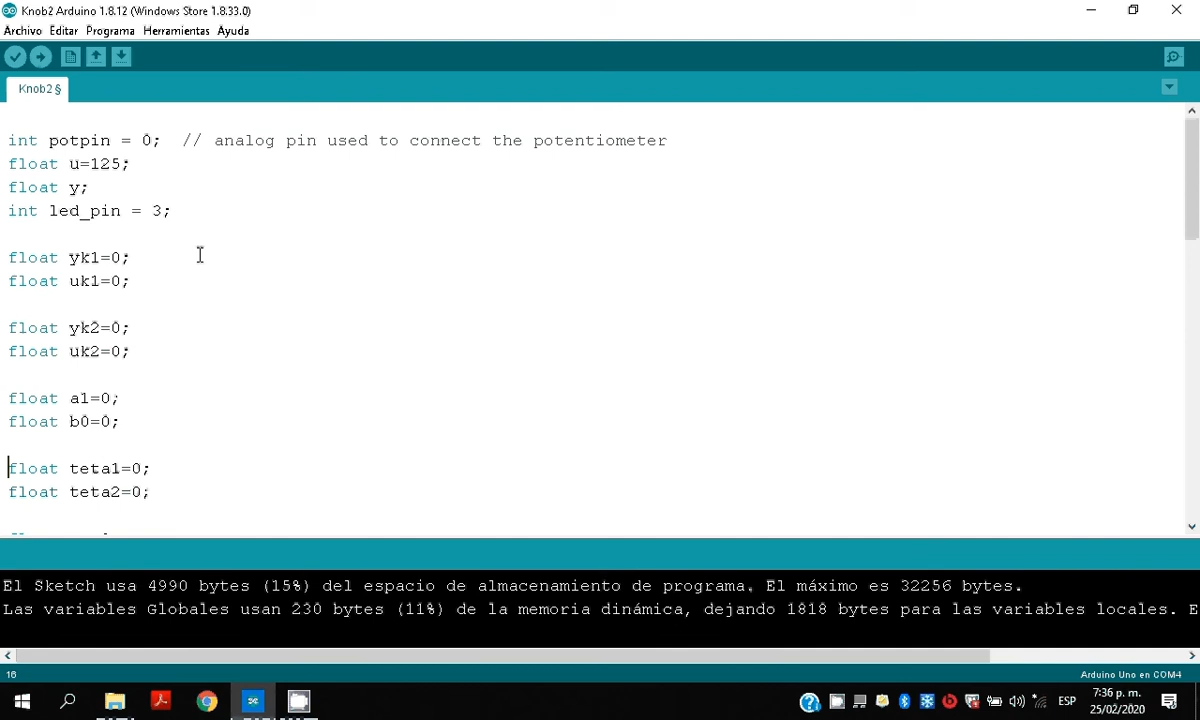 Knob2 Arduino 1.8.12 (Windows Store 1.8.33.0)
Archivo Editar Programa Herramientas Ayuda
Knob2 §
int potpin = 0;  // analog pin used to connect the potentiometer
float u=125;
float y;
int led_pin = 3;
float yk1=0;
float uk1=0;
float yk2=0;
float uk2=0;
float a1=0;
float b0=0;
float teta1=0;
float teta2=0;
El Sketch usa 4990 bytes (15%) del espacio de almacenamiento de programa. El máximo es 32256 bytes.
Las variables Globales usan 230 bytes (11%) de la memoria dinámica, dejando 1818 bytes para las variables locales. E
16
Arduino Uno en COM4
ESP
7:36 p. m.
25/02/2020